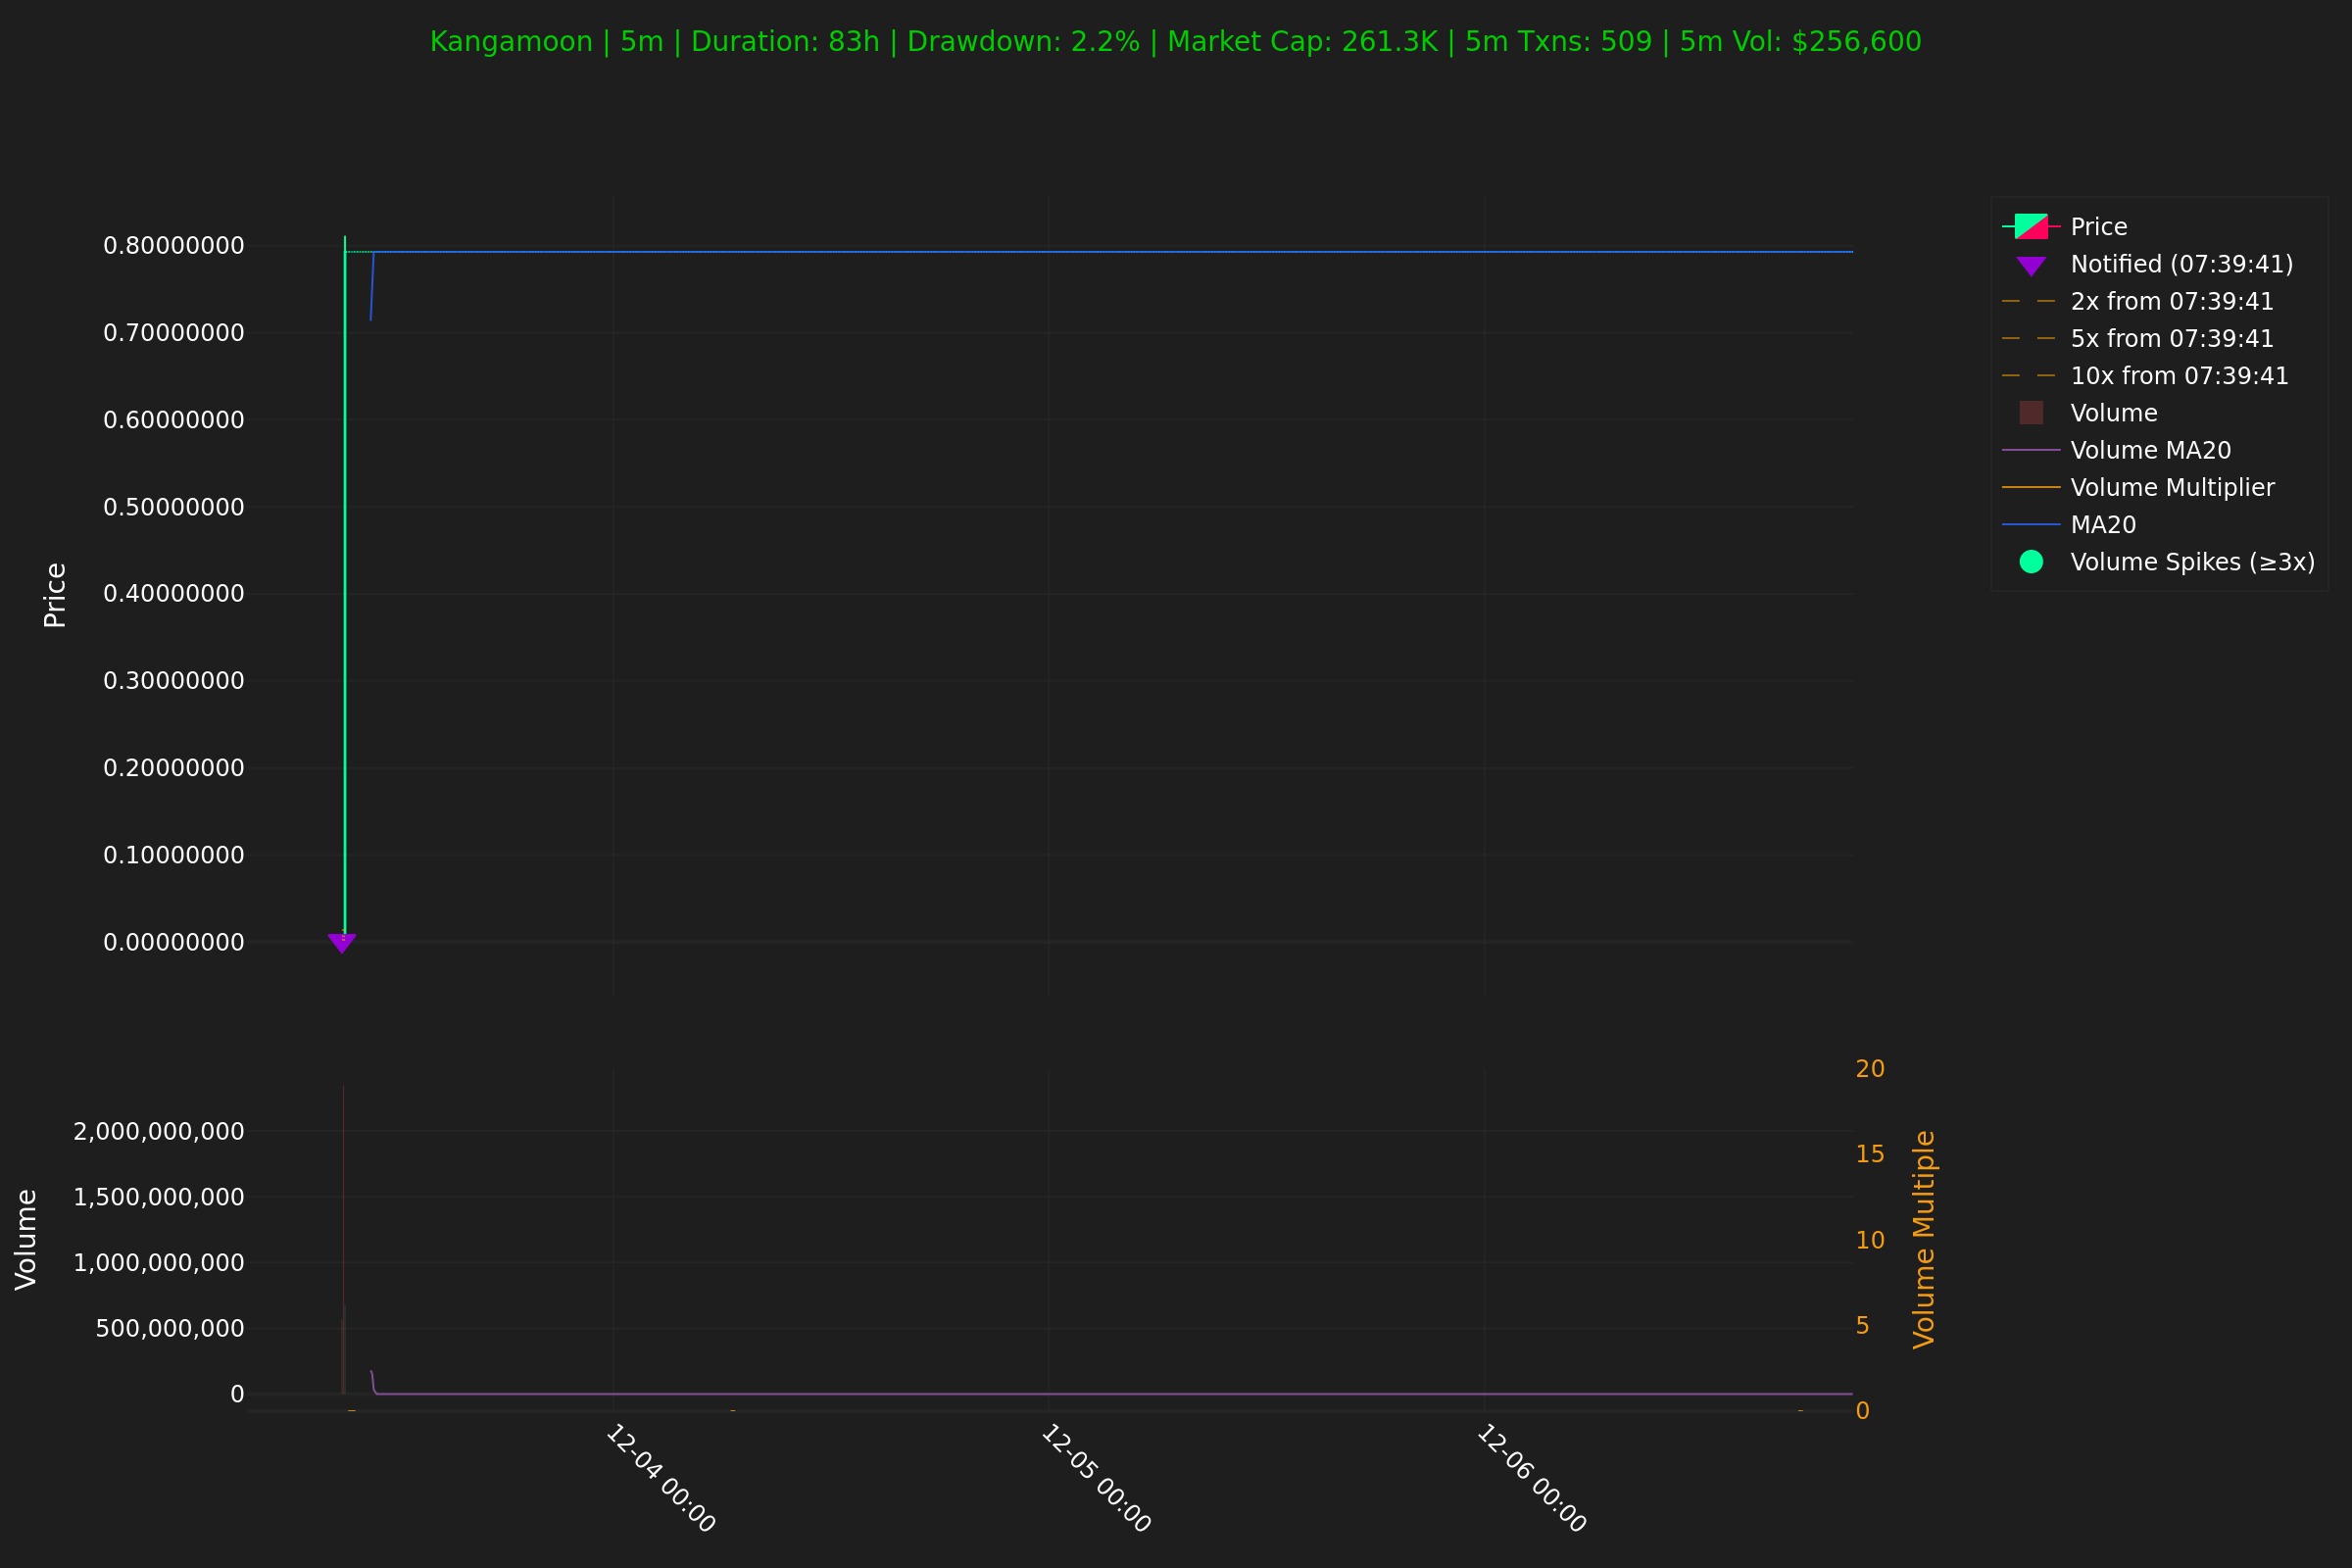 Kangamoon | 5m | Duration: 83h | Drawdown: 2.2% | Market Cap: 261.3K | 5m Txns: 509 | 5m Vol: $256,600
Price
0.80000000
0.70000000
0.60000000
0.50000000
0.40000000
0.30000000
0.20000000
0.10000000
0.00000000
Price
Notified (07:39:41)
2x from 07:39:41
5x from 07:39:41
10x from 07:39:41
Volume
Volume MA20
Volume Multiplier
MA20
Volume Spikes (≥3x)
Volume
2,000,000,000
1,500,000,000
1,000,000,000
500,000,000
0
20
15
10
5
0
Volume Multiple
12-04 00:00
12-05 00:00
12-06 00:00